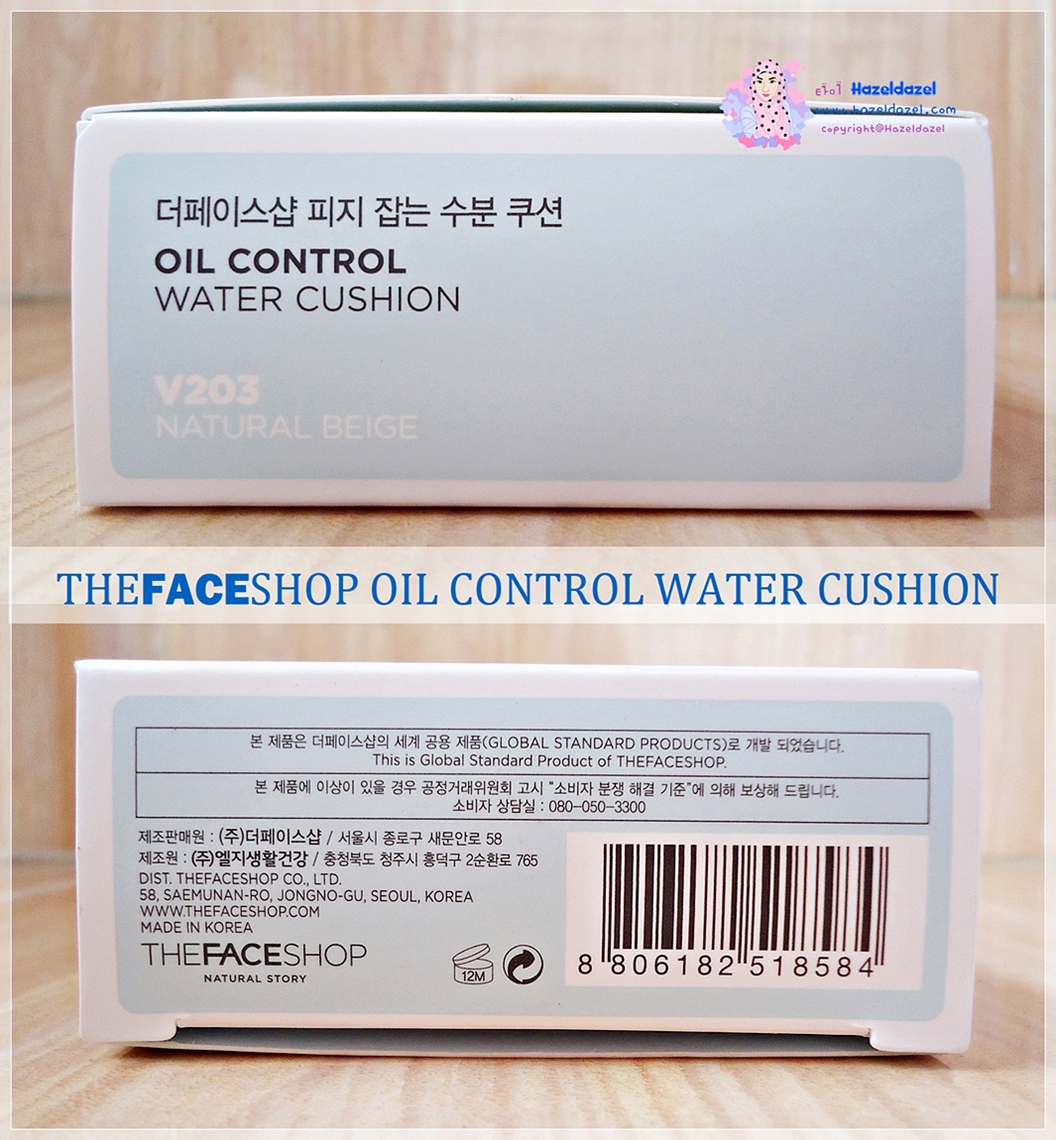 Hazeldazel
www.hazeldazel.com
copyright@Hazeldazel
더페이스샵 피지 잡는 수분 쿠션
OIL CONTROL
WATER CUSHION
V203
NATURAL BEIGE
THEFACESHOP OIL CONTROL WATER CUSHION
본 제품은 더페이스샵의 세계 공용 제품(GLOBAL STANDARD PRODUCTS)로 개발 되었습니다.
This is Global Standard Product of THEFACESHOP.
본 제품에 이상이 있을 경우 공정거래위원회 고시 "소비자 분쟁 해결 기준"에 의해 보상해 드립니다.
소비자 상담실 : 080-050-3300
제조판매원 : (주)더페이스샵 / 서울시 종로구 새문안로 58
제조원 : (주)엘지생활건강 / 충청북도 청주시 흥덕구 2순환로 765
DIST. THEFACESHOP CO., LTD.
58, SAEMUNAN-RO, JONGNO-GU, SEOUL, KOREA
WWW.THEFACESHOP.COM
MADE IN KOREA
THEFACESHOP
NATURAL STORY
12M
8 806182 518584